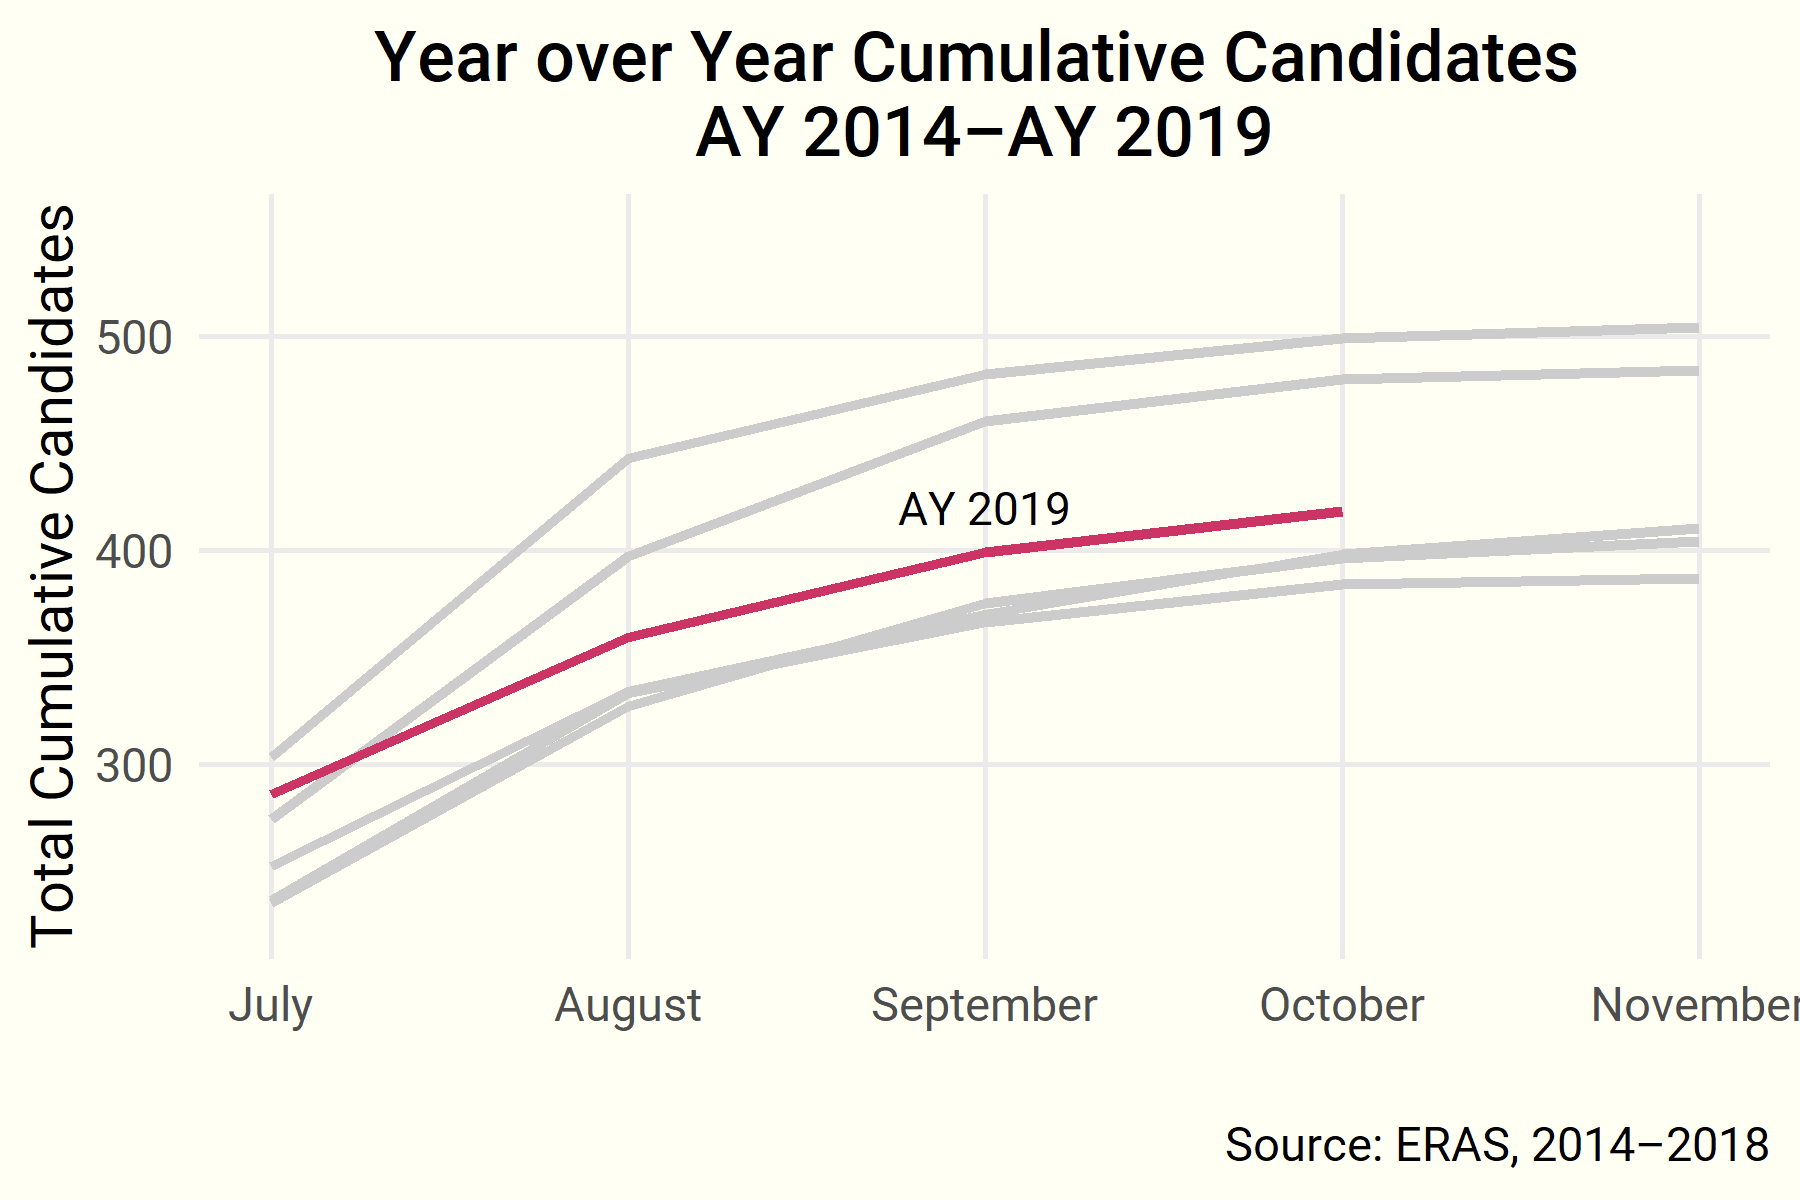 Year over Year Cumulative Candidates
AY 2014–AY 2019
Total Cumulative Candidates
500
400
300
AY 2019
July
August
September
October
November
Source: ERAS, 2014–2018